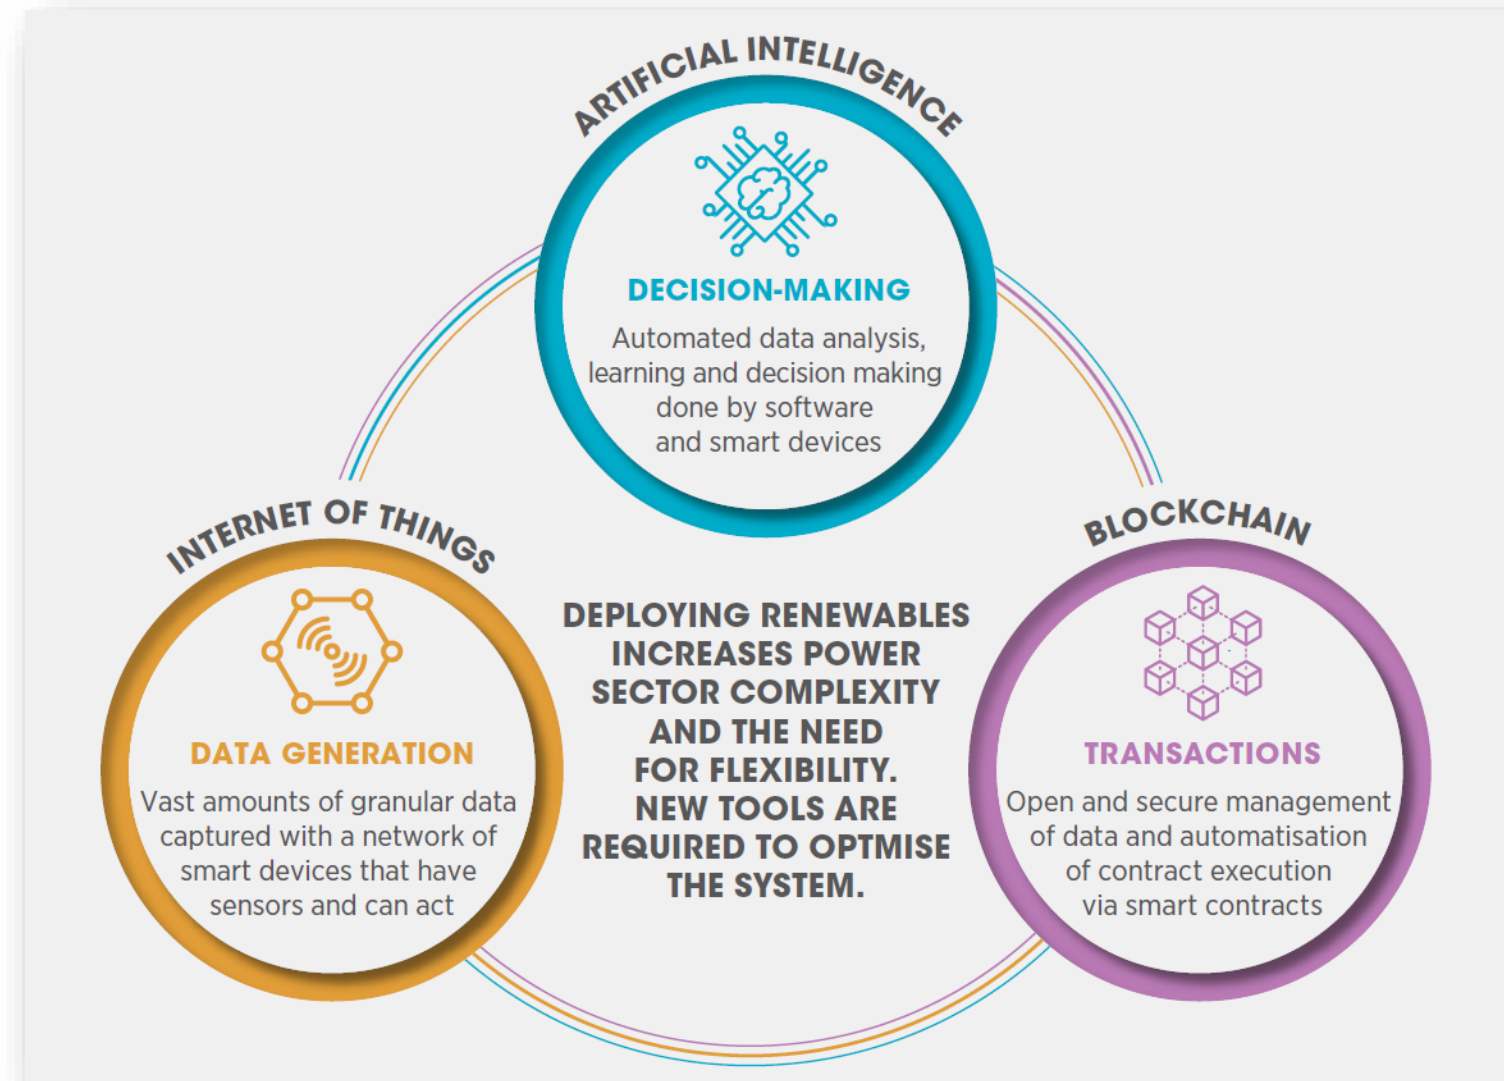 ARTIFICIAL INTELLIGENCE
DECISION-MAKING
Automated data analysis,
learning and decision making
done by software
and smart devices
INTERNET OF THINGS
DATA GENERATION
Vast amounts of granular data
captured with a network of
smart devices that have
sensors and can act
DEPLOYING RENEWABLES
INCREASES POWER
SECTOR COMPLEXITY
AND THE NEED
FOR FLEXIBILITY.
NEW TOOLS ARE
REQUIRED TO OPTMISE
THE SYSTEM.
BLOCKCHAIN
TRANSACTIONS
Open and secure management
of data and automatisation
of contract execution
via smart contracts